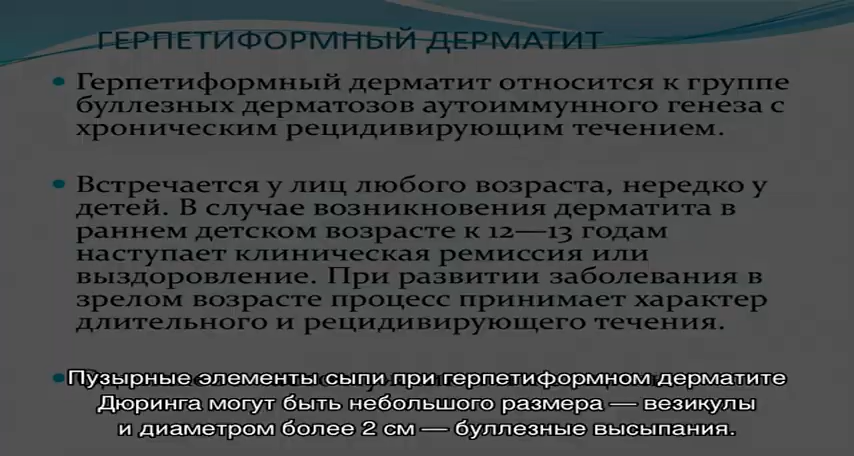 ГЕРПЕТИФОРМНЫЙ ДЕРМАТИТ
• Герпетиформный дерматит относится к группе
буллезных дерматозов аутоиммунного генеза с
хроническим рецидивирующим течением.
• Встречается у лиц любого возраста, нередко у
детей. В случае возникновения дерматита в
раннем детском возрасте к 12—13 годам
наступает клиническая ремиссия или
выздоровление. При развитии заболевания в
зрелом возрасте процесс принимает характер
длительного и рецидивирующего течения.
Пузырные элементы сыпи при герпетиформном дерматите
Дюринга могут быть небольшого размера — везикулы
и диаметром более 2 см — буллезные высыпания.